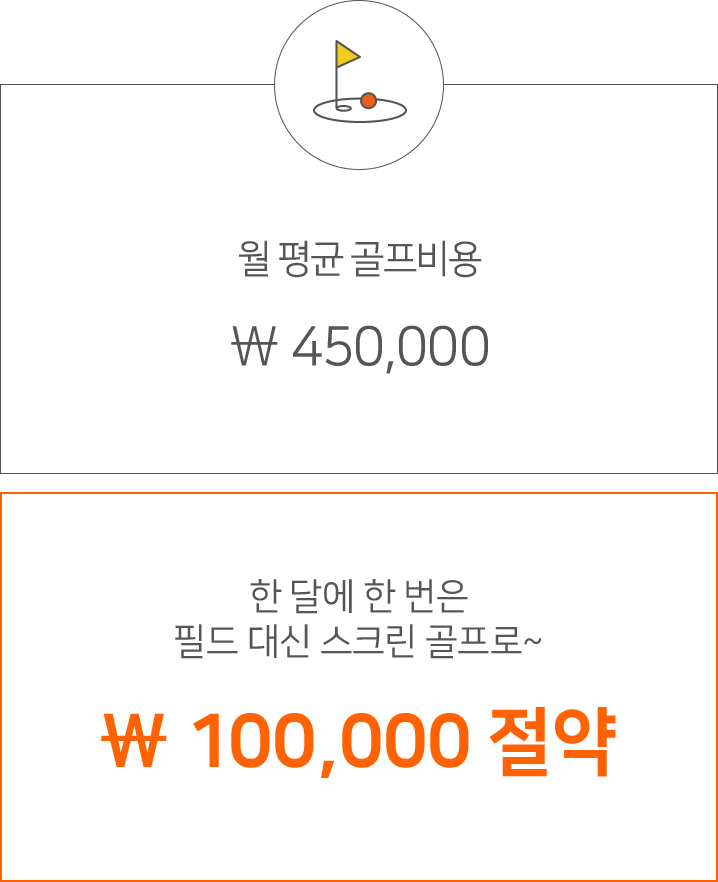 월 평균 골프비용
₩ 450,000
한 달에 한 번은
필드 대신 스크린 골프로~
₩ 100,000 절약